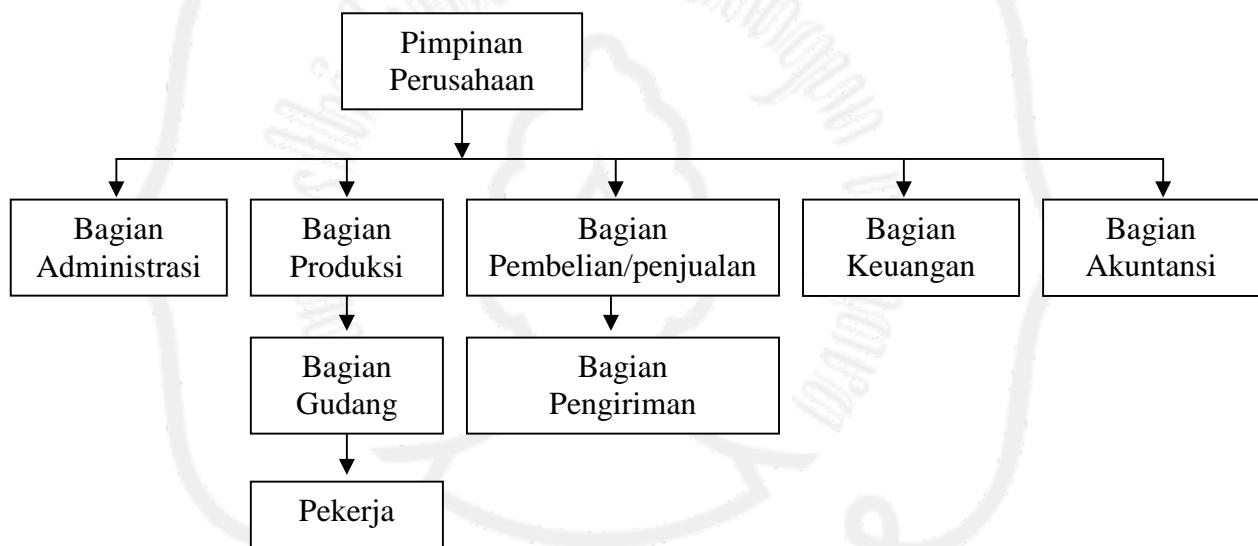 Pimpinan
Perusahaan
Bagian
Administrasi
Bagian
Produksi
Bagian
Pembelian/penjualan
Bagian
Keuangan
Bagian
Akuntansi
Bagian
Gudang
Bagian
Pengiriman
Pekerja